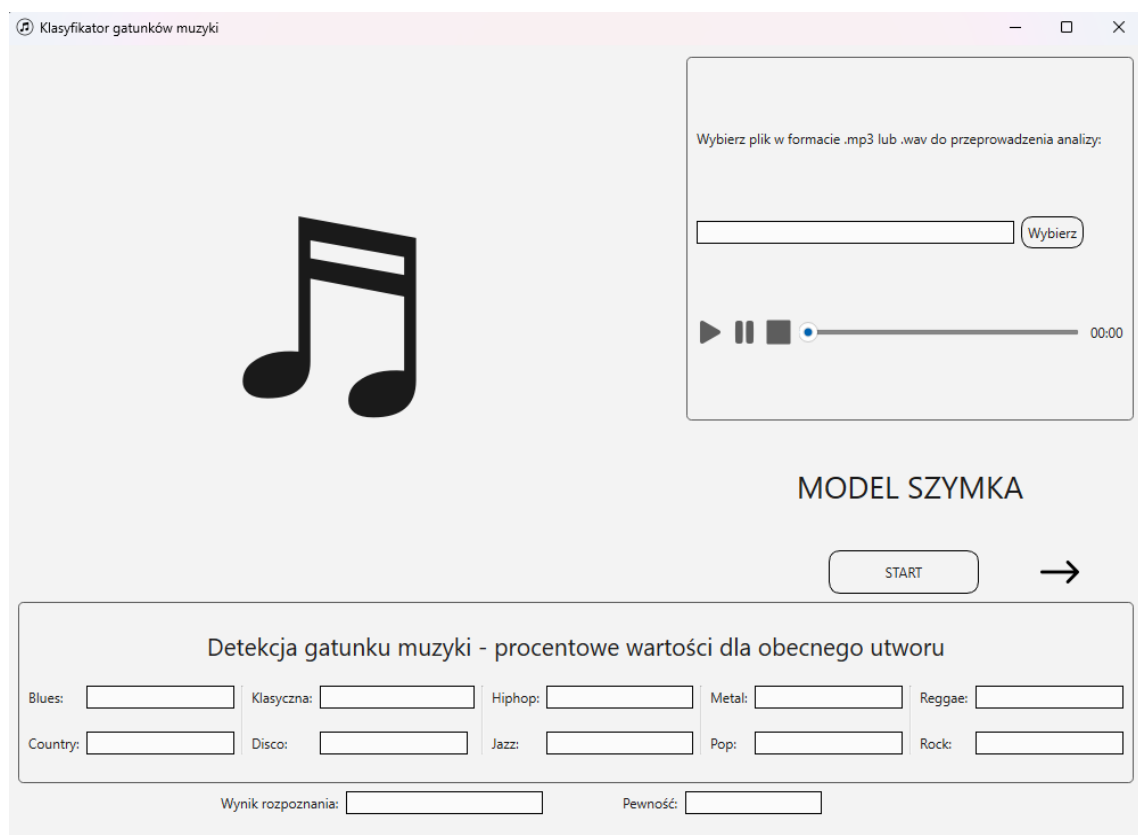 Klasyfikator gatunków muzyki
Wybierz plik w formacie .mp3 lub .wav do przeprowadzenia analizy:
Wybierz
00:00
MODEL SZYMKA
START
Detekcja gatunku muzyki - procentowe wartości dla obecnego utworu
Blues: Klasyczna: Hiphop: Metal: Reggae:
Country: Disco: Jazz: Pop: Rock:
Wynik rozpoznania: Pewność: